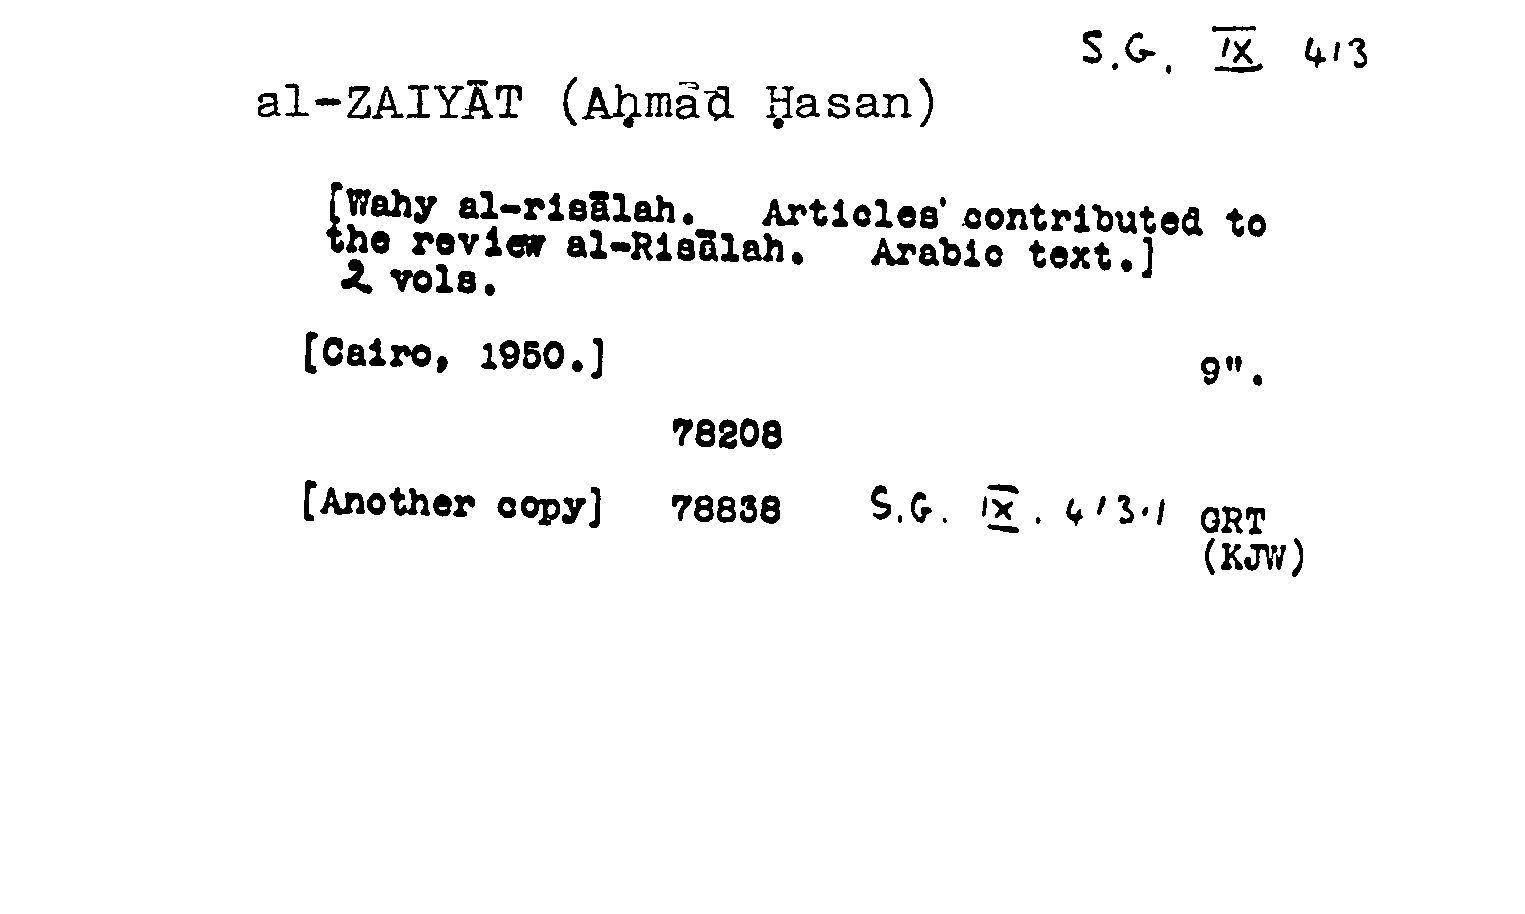 S.G. IX 413
al-ZAIYĀT (Aḥmād Ḥasan)
[Wahy al-risālah. Articles contributed to
the review al-Risālah. Arabic text.]
2 vols.
[Cairo, 1950.] 9".
78208
[Another copy] 78838 S.G. IX. 413.1 GRT
(KJW)